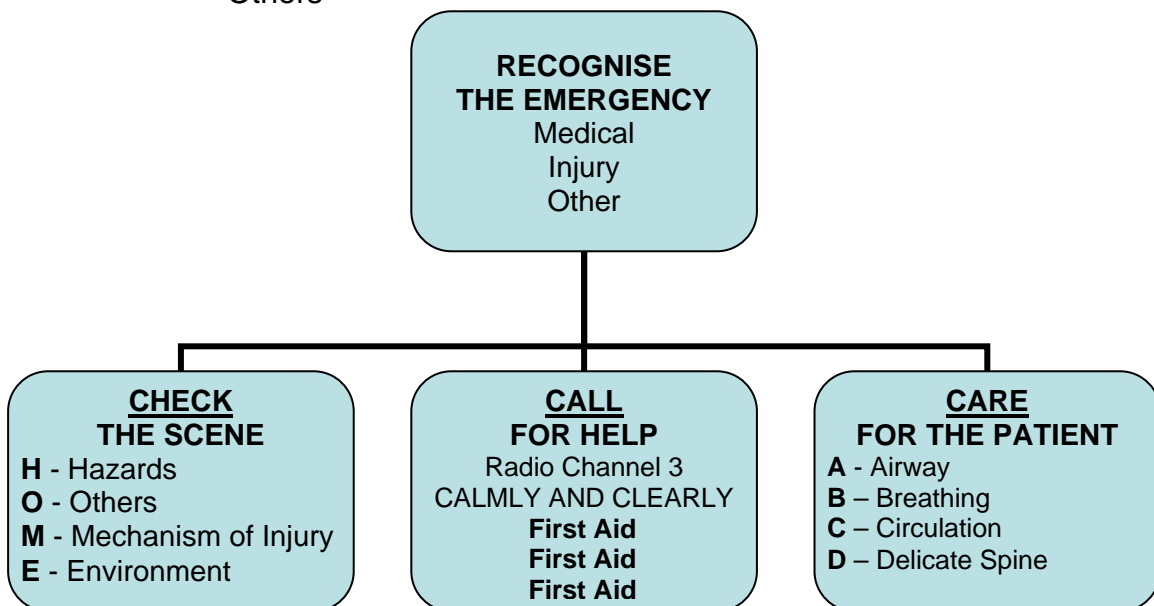 Others
RECOGNISE
THE EMERGENCY
Medical
Injury
Other
CHECK
THE SCENE
H - Hazards
O - Others
M - Mechanism of Injury
E - Environment
CALL
FOR HELP
Radio Channel 3
CALMLY AND CLEARLY
First Aid
First Aid
First Aid
CARE
FOR THE PATIENT
A - Airway
B – Breathing
C – Circulation
D – Delicate Spine